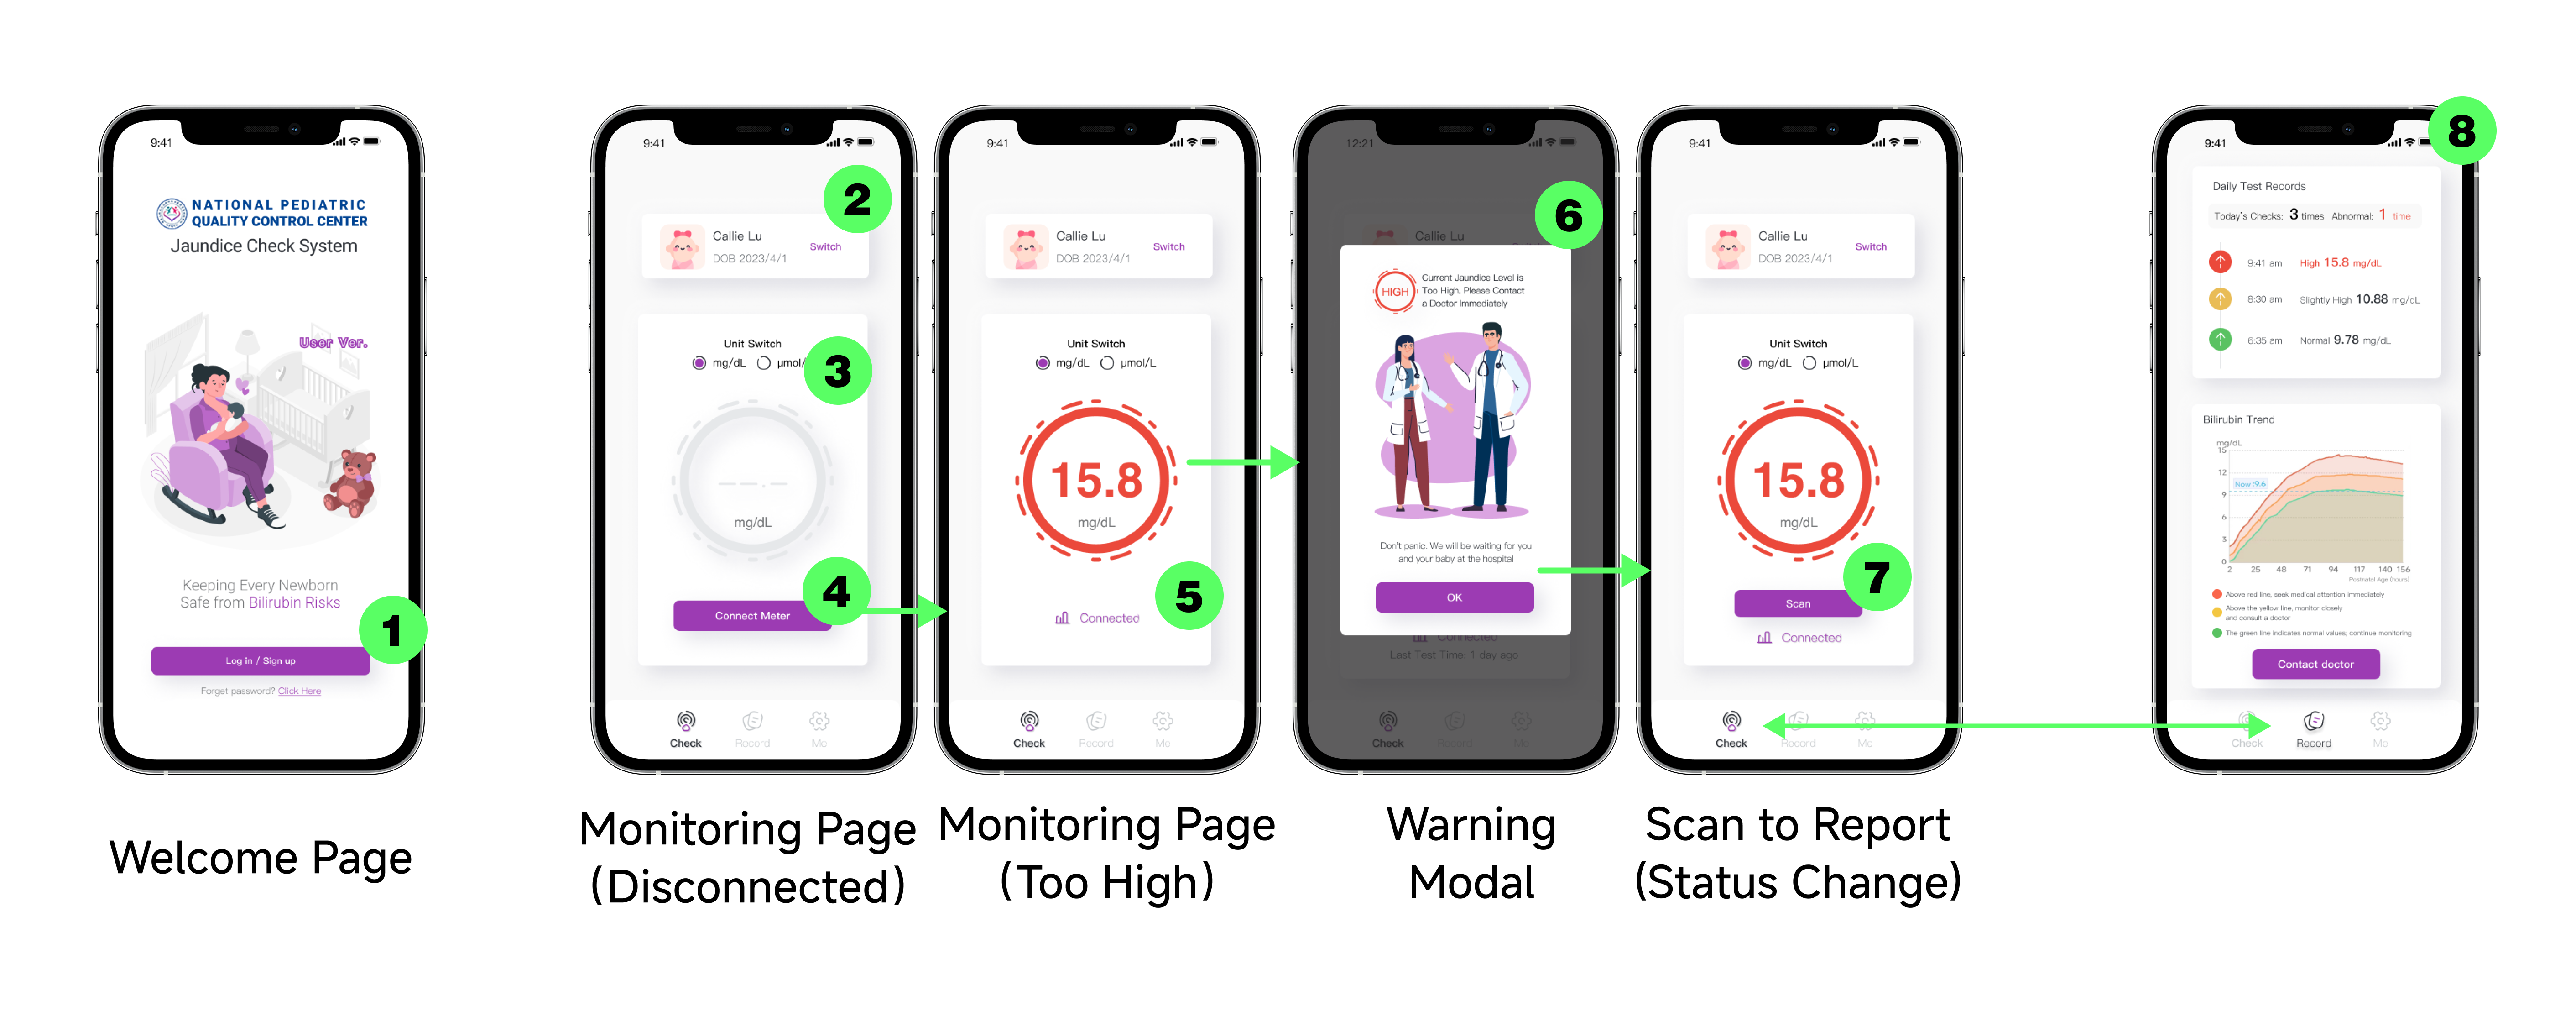 9:41
NATIONAL PEDIATRIC
QUALITY CONTROL CENTER
Jaundice Check System
User Ver.
Keeping Every Newborn
Safe from Bilirubin Risks
1
Log in / Sign up
Forget password? Click Here
Welcome Page
9:41
2
Callie Lu
DOB 2023/4/1
Switch
Unit Switch
mg/dL μmol/
3
--.-
mg/dL
4
Connect Meter
Check Record Me
Monitoring Page
(Disconnected)
9:41
Callie Lu
DOB 2023/4/1
Switch
Unit Switch
mg/dL μmol/L
15.8
mg/dL
5
Connected
Check Record Me
Monitoring Page
(Too High)
12:21
6
Callie Lu
HIGH
Current Jaundice Level is
Too High. Please Contact
a Doctor Immediately
Don't panic. We will be waiting for you
and your baby at the hospital
OK
Connected
Last Test Time: 1 day ago
Check Record Me
Warning
Modal
9:41
Callie Lu
DOB 2023/4/1
Switch
Unit Switch
mg/dL μmol/L
15.8
mg/dL
7
Scan
Connected
Check Record Me
Scan to Report
(Status Change)
9:41
8
Daily Test Records
Today's Checks: 3 times Abnormal: 1 time
9:41 am High 15.8 mg/dL
8:30 am Slightly High 10.88 mg/dL
6:35 am Normal 9.78 mg/dL
Bilirubin Trend
mg/dL
15
12
Now :9.6
9
6
3
0
2 25 48 71 94 117 140 156
Postnatal Age (hours)
Above red line, seek medical attention immediately
Above the yellow line, monitor closely
and consult a doctor
The green line indicates normal values; continue monitoring
Contact doctor
Check Record Me